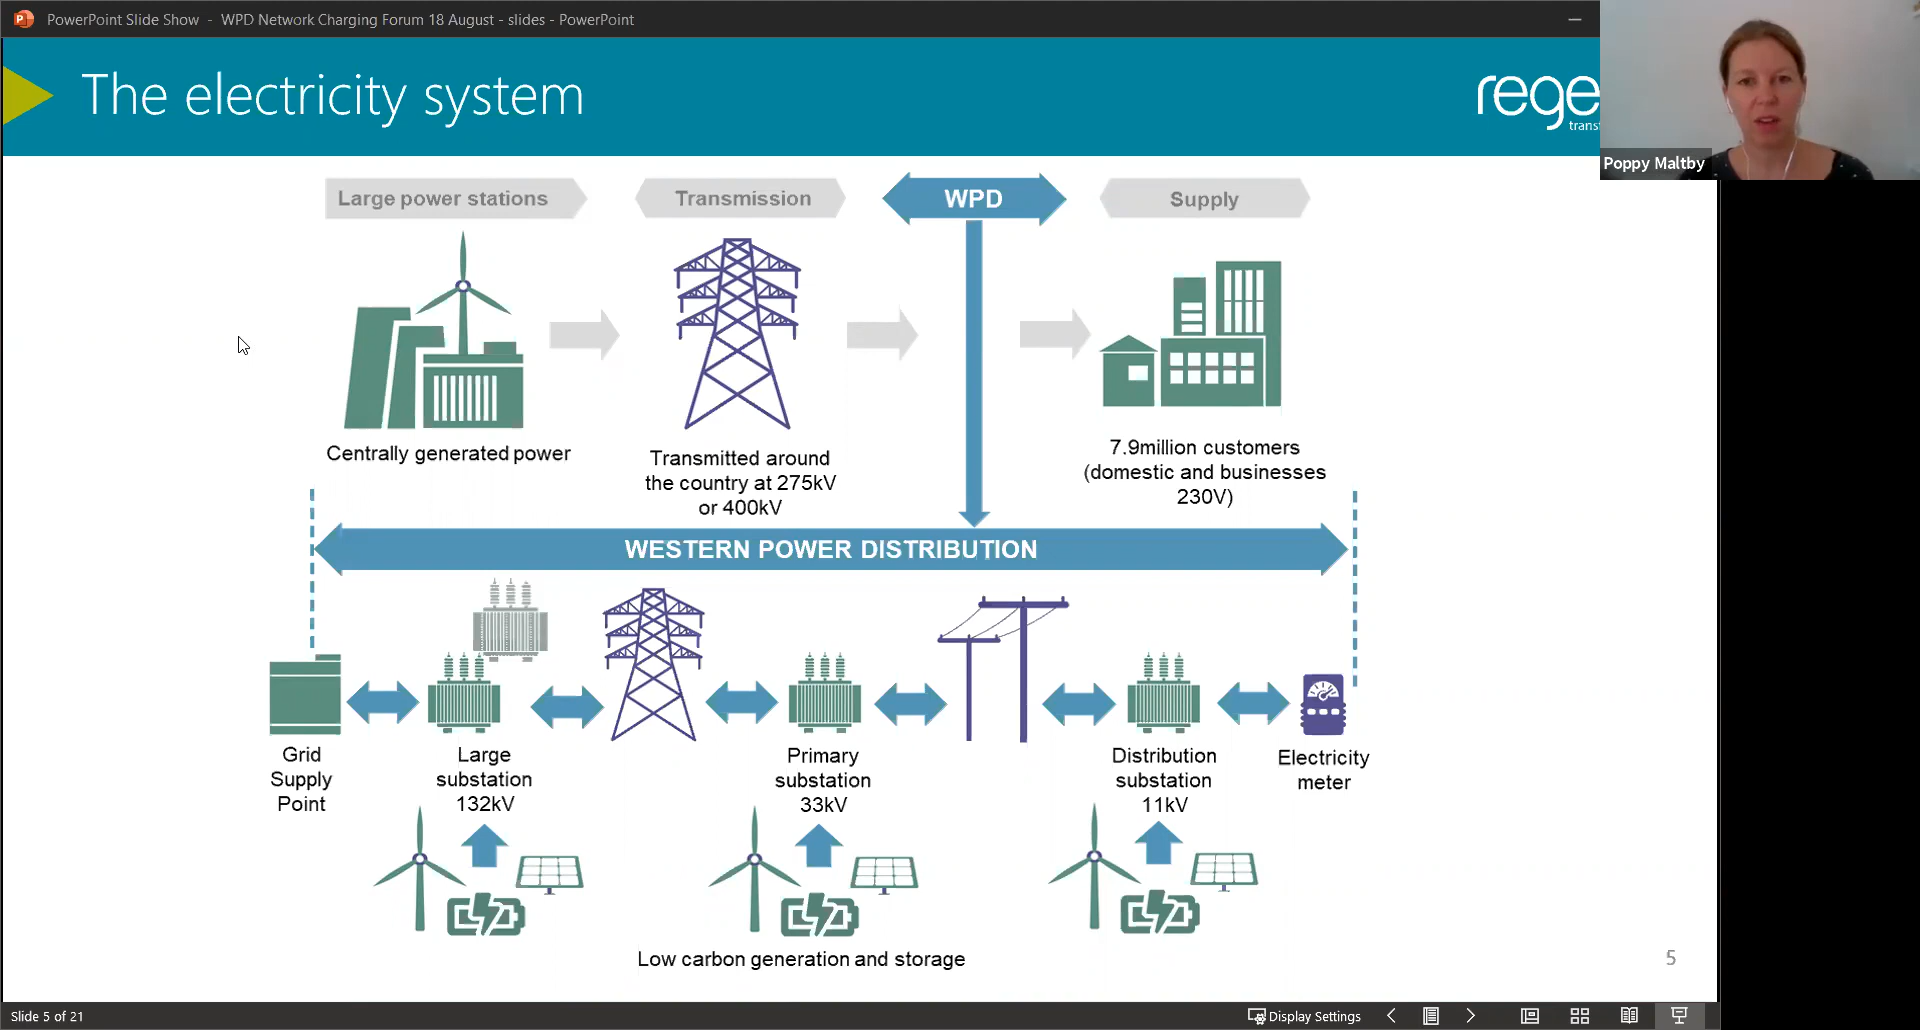 PowerPoint Slide Show - WPD Network Charging Forum 18 August - slides - PowerPoint
The electricity system
rege
trans
Poppy Maltby
Large power stations
Transmission
WPD
Supply
Centrally generated power
Transmitted around
the country at 275kV
or 400kV
7.9million customers
(domestic and businesses
230V)
WESTERN POWER DISTRIBUTION
Grid
Supply
Point
Large
substation
132kV
Primary
substation
33kV
Distribution
substation
11kV
Electricity
meter
Low carbon generation and storage
5
Slide 5 of 21
Display Settings